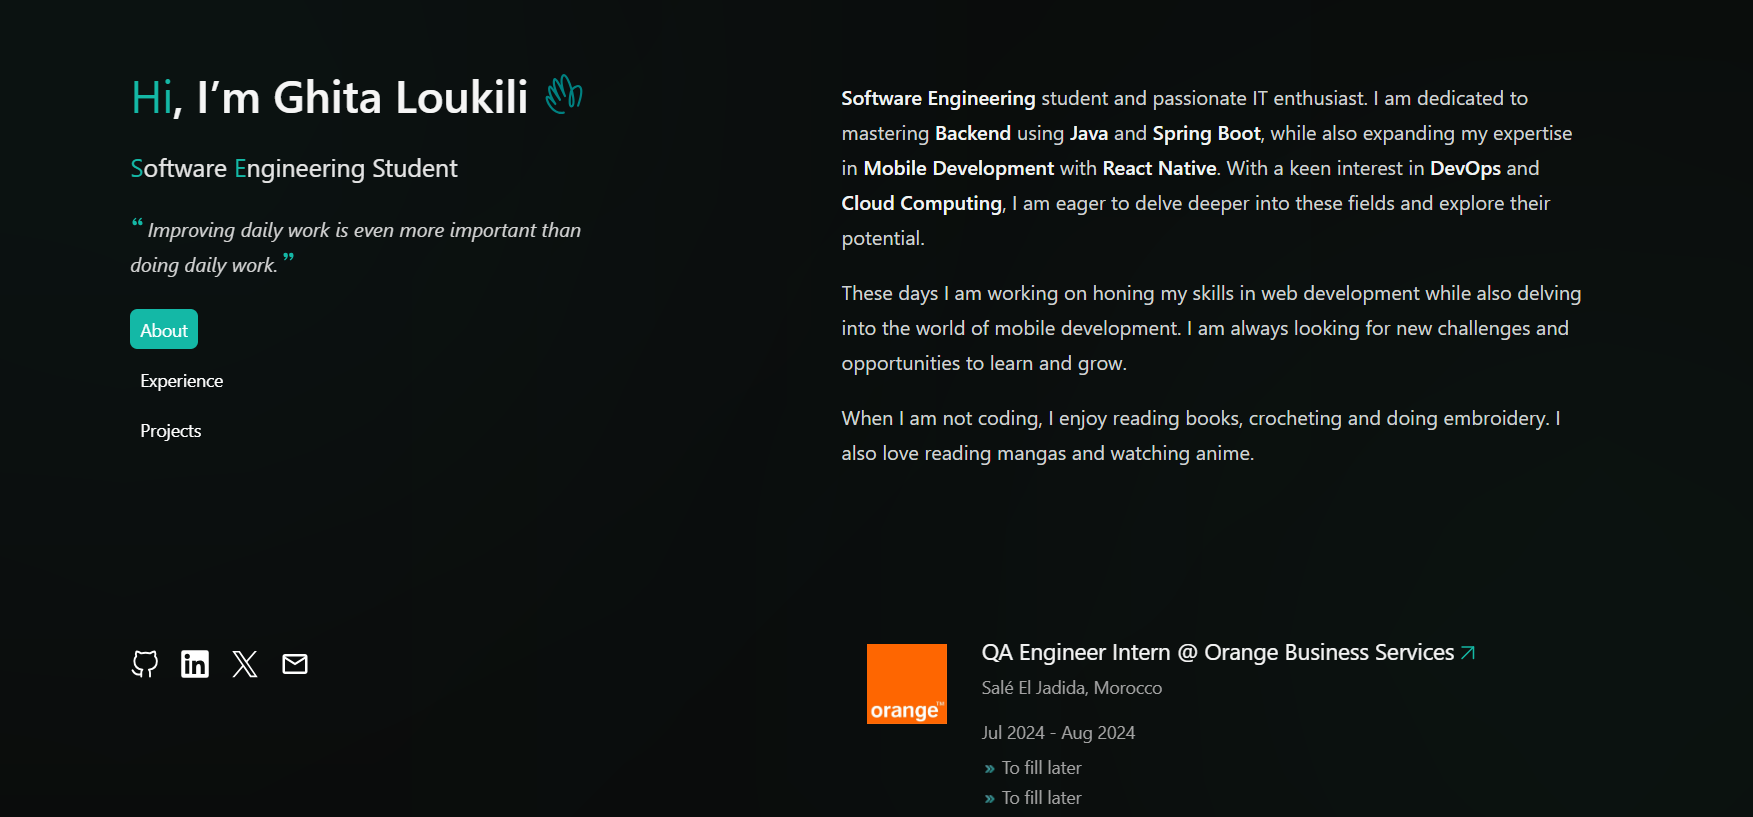 Hi, I’m Ghita Loukili
Software Engineering Student
“ Improving daily work is even more important than
doing daily work. ”
About
Experience
Projects
Software Engineering student and passionate IT enthusiast. I am dedicated to
mastering Backend using Java and Spring Boot, while also expanding my expertise
in Mobile Development with React Native. With a keen interest in DevOps and
Cloud Computing, I am eager to delve deeper into these fields and explore their
potential.
These days I am working on honing my skills in web development while also delving
into the world of mobile development. I am always looking for new challenges and
opportunities to learn and grow.
When I am not coding, I enjoy reading books, crocheting and doing embroidery. I
also love reading mangas and watching anime.
in
orange™
QA Engineer Intern @ Orange Business Services
Salé El Jadida, Morocco
Jul 2024 - Aug 2024
» To fill later
» To fill later